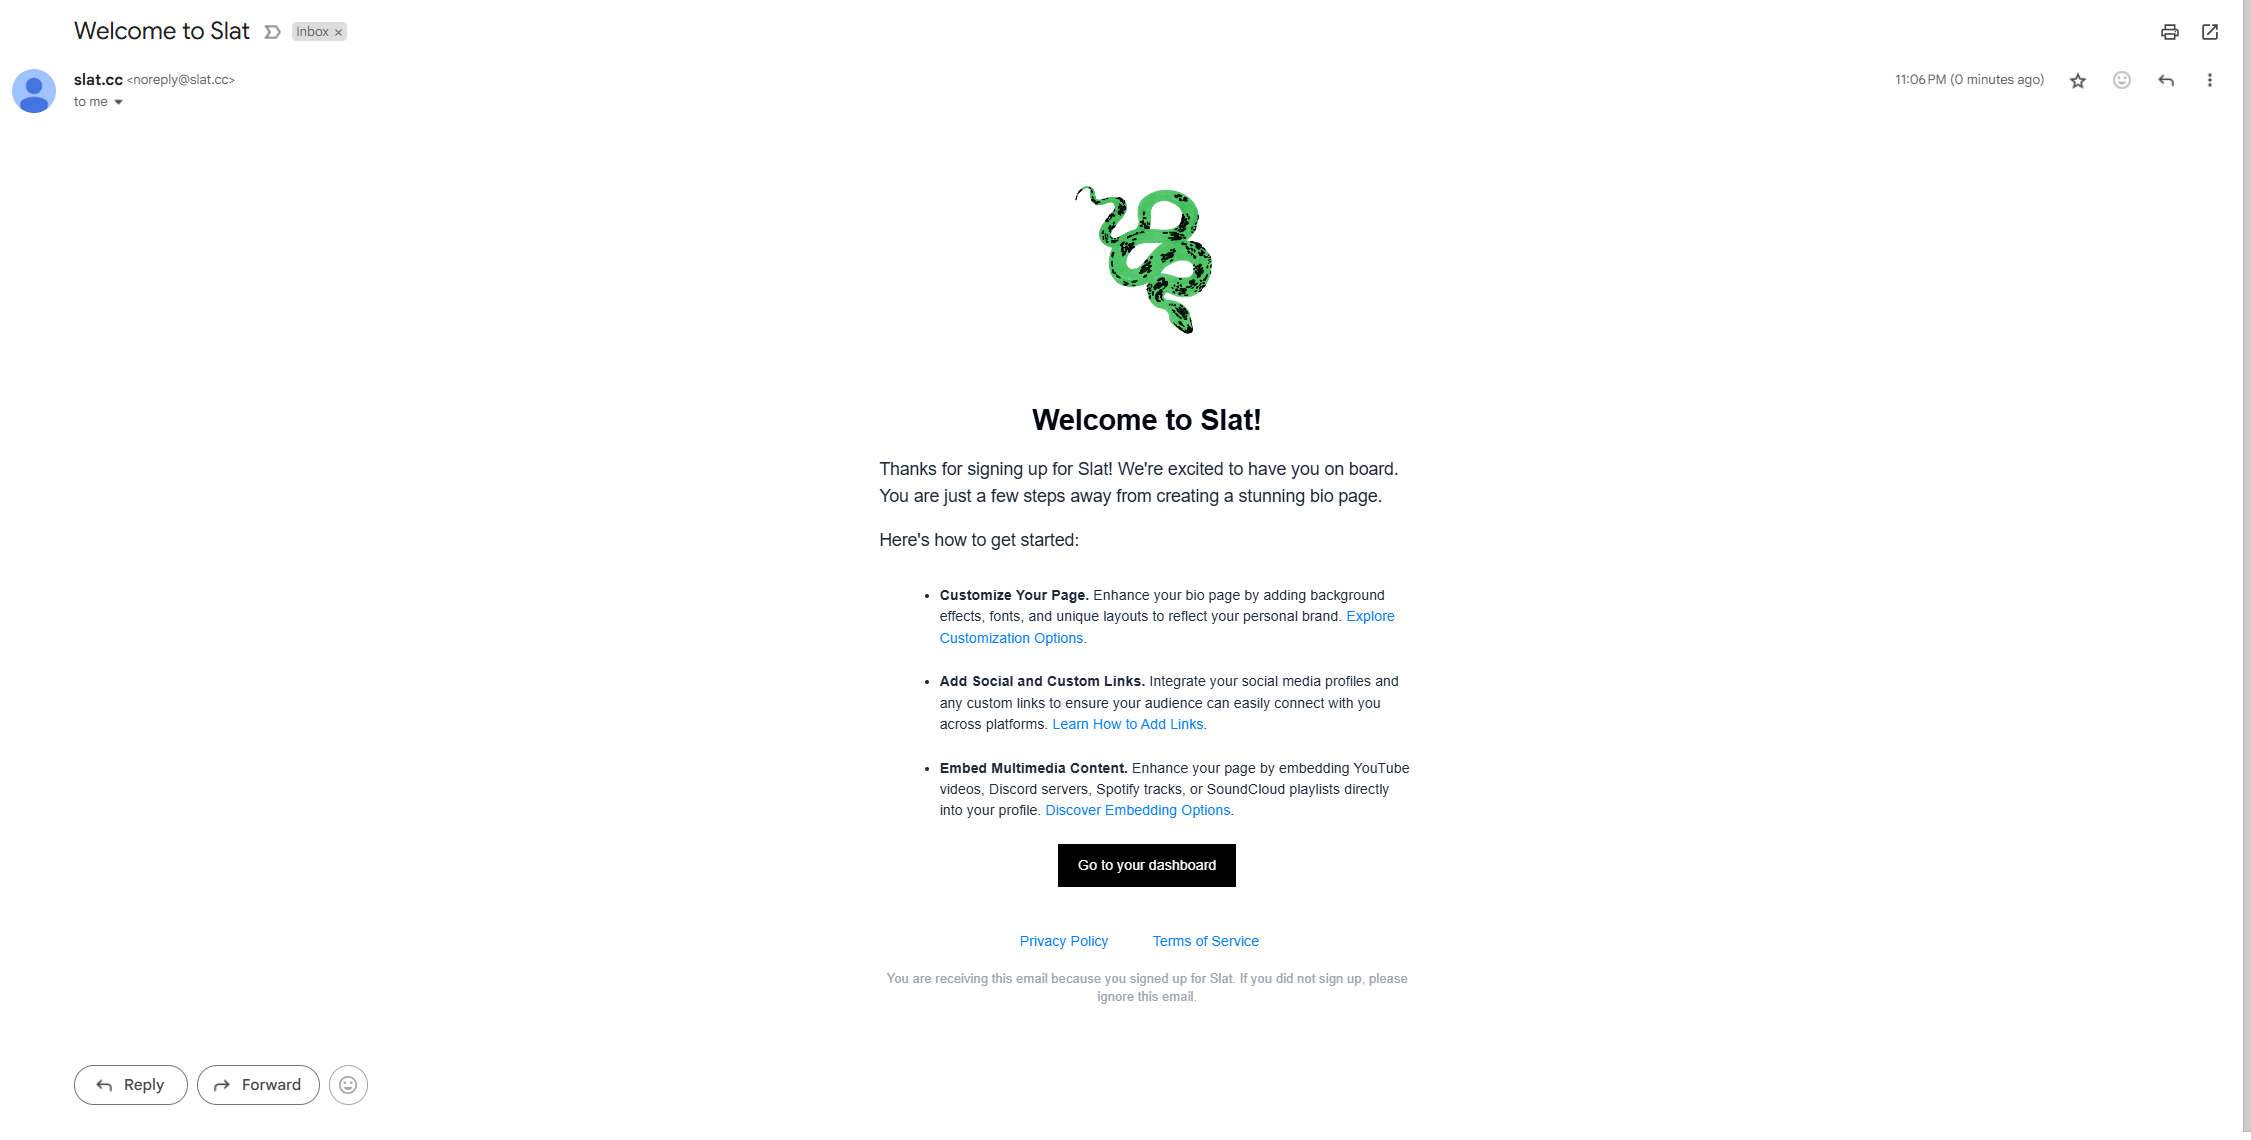 Welcome to Slat
Inbox ×
slat.cc <noreply@slat.cc>
11:06 PM (0 minutes ago)
to me
Welcome to Slat!
Thanks for signing up for Slat! We're excited to have you on board.
You are just a few steps away from creating a stunning bio page.
Here's how to get started:
• Customize Your Page. Enhance your bio page by adding background
effects, fonts, and unique layouts to reflect your personal brand. Explore
Customization Options.
• Add Social and Custom Links. Integrate your social media profiles and
any custom links to ensure your audience can easily connect with you
across platforms. Learn How to Add Links.
• Embed Multimedia Content. Enhance your page by embedding YouTube
videos, Discord servers, Spotify tracks, or SoundCloud playlists directly
into your profile. Discover Embedding Options.
Go to your dashboard
Privacy Policy
Terms of Service
You are receiving this email because you signed up for Slat. If you did not sign up, please
ignore this email.
Reply
Forward